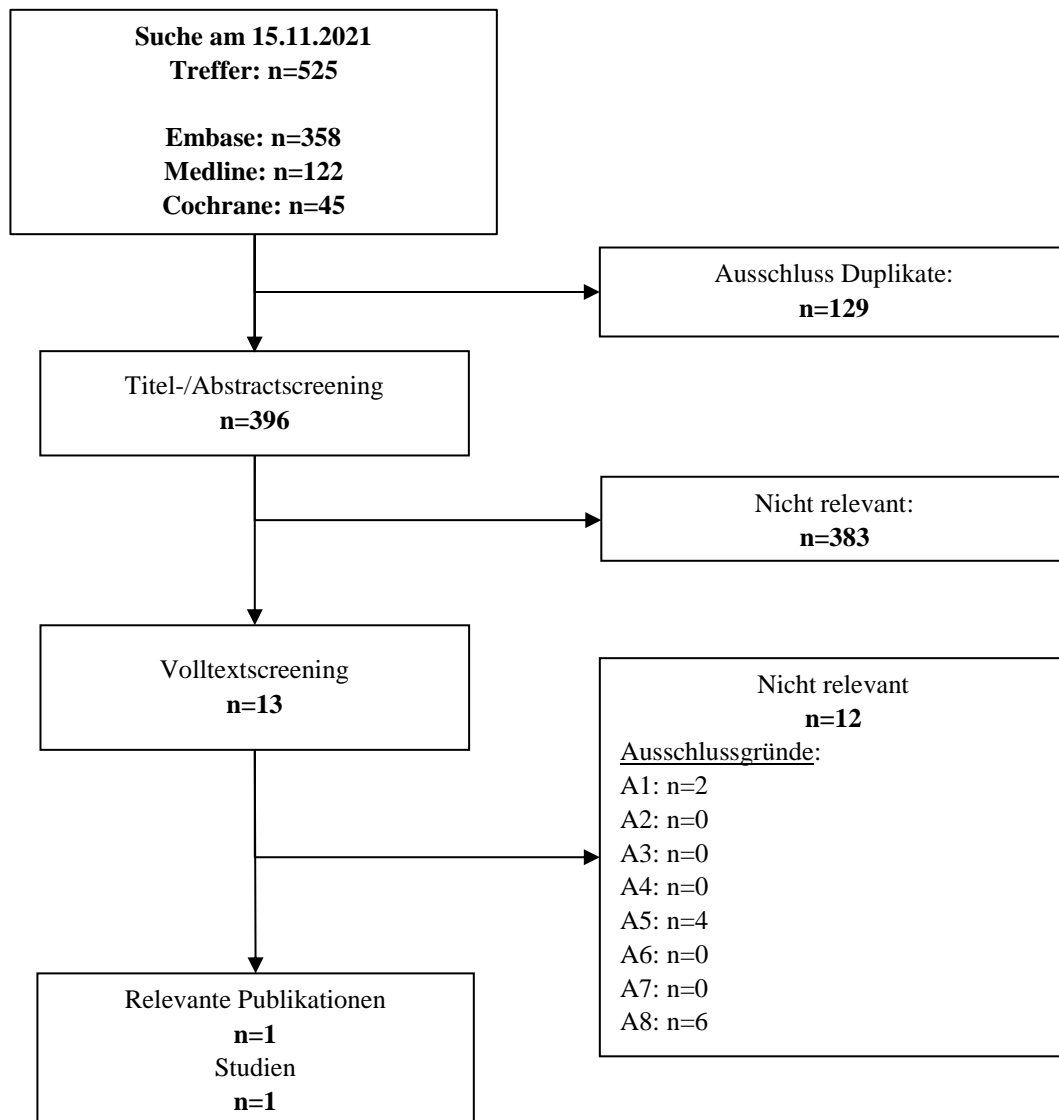 Suche am 15.11.2021
Treffer: n=525
Embase: n=358
Medline: n=122
Cochrane: n=45
Ausschluss Duplikate:
n=129
Titel-/Abstractscreening
n=396
Nicht relevant:
n=383
Volltextscreening
n=13
Nicht relevant
n=12
Ausschlussgründe:
A1: n=2
A2: n=0
A3: n=0
A4: n=0
A5: n=4
A6: n=0
A7: n=0
A8: n=6
Relevante Publikationen
n=1
Studien
n=1